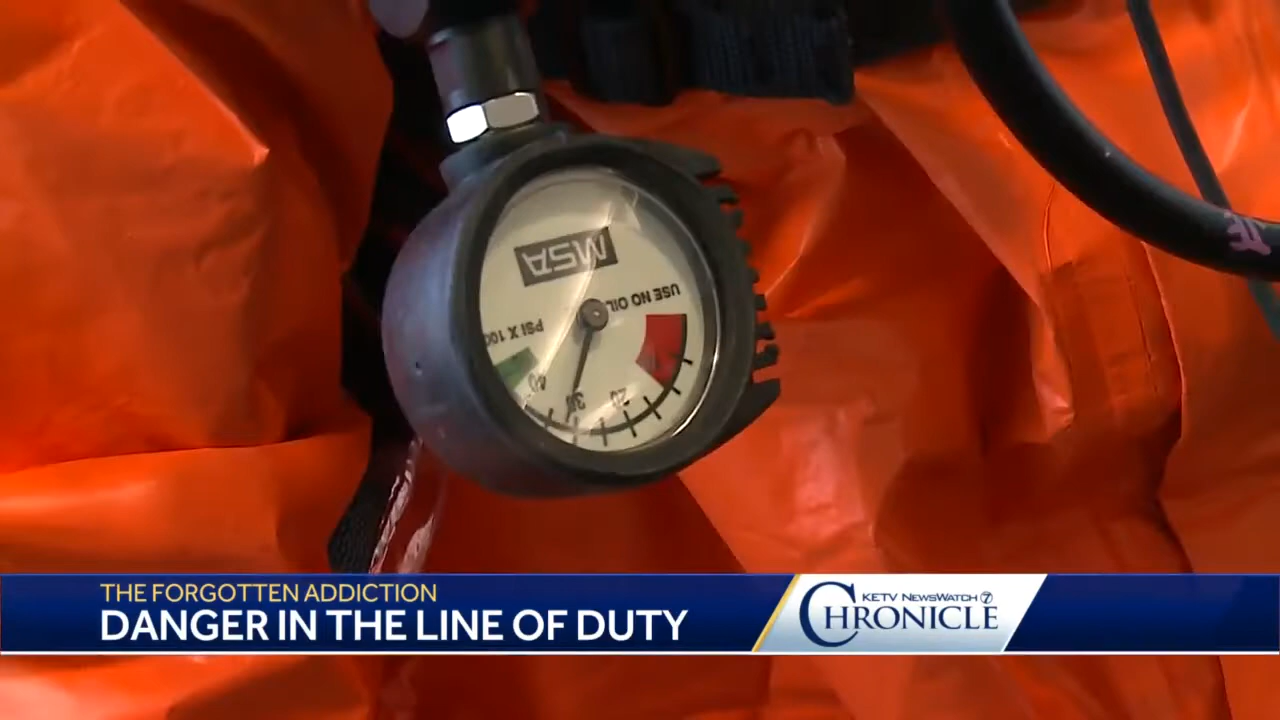 MSA
USE NO OIL
PSI X 100
40
30
20
THE FORGOTTEN ADDICTION
DANGER IN THE LINE OF DUTY
KETV NEWSWATCH 7
CHRONICLE